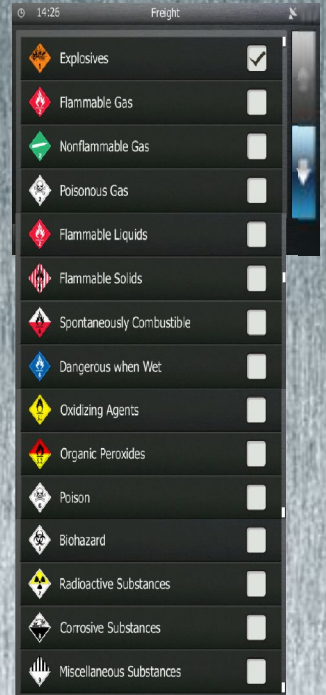 14:26 Freight
Explosives
Flammable Gas
Nonflammable Gas
Poisonous Gas
Flammable Liquids
Flammable Solids
Spontaneously Combustible
Dangerous when Wet
Oxidizing Agents
Organic Peroxides
Poison
Biohazard
Radioactive Substances
Corrosive Substances
Miscellaneous Substances